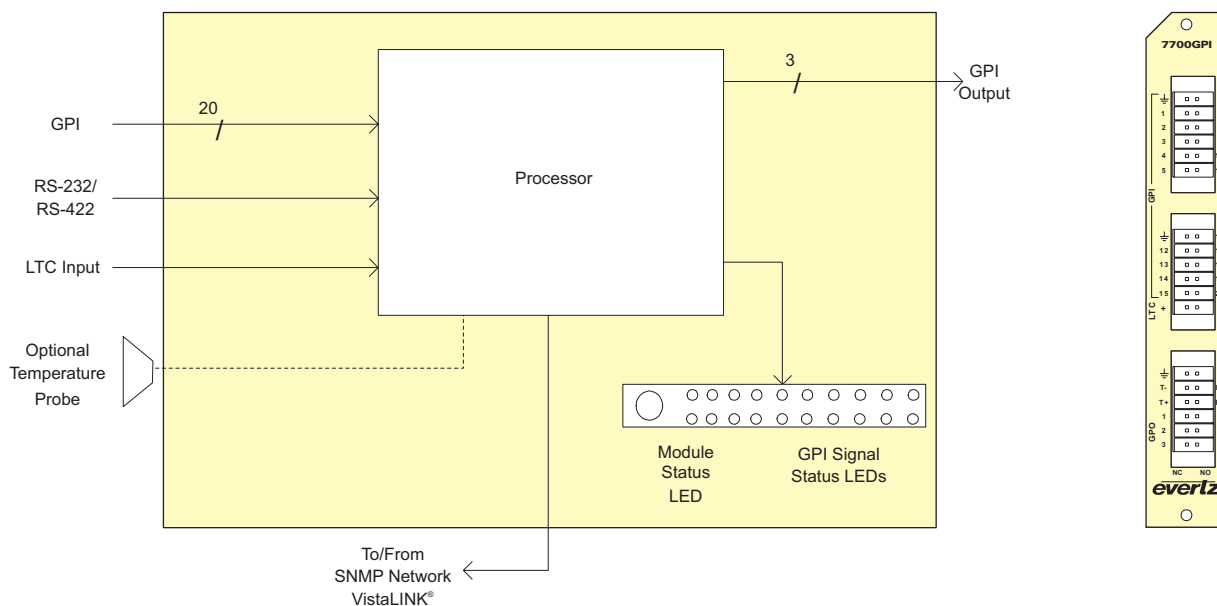 20
GPI
RS-232/
RS-422
LTC Input
Optional
Temperature
Probe
Processor
3
GPI
Output
Module
Status
LED
GPI Signal
Status LEDs
To/From
SNMP Network
VistaLINK®
7700GPI
1
2
3
4
5
GPI
12
13
14
15
LTC
+
T-
T+
1
2
3
GPO
NC NO
everlz